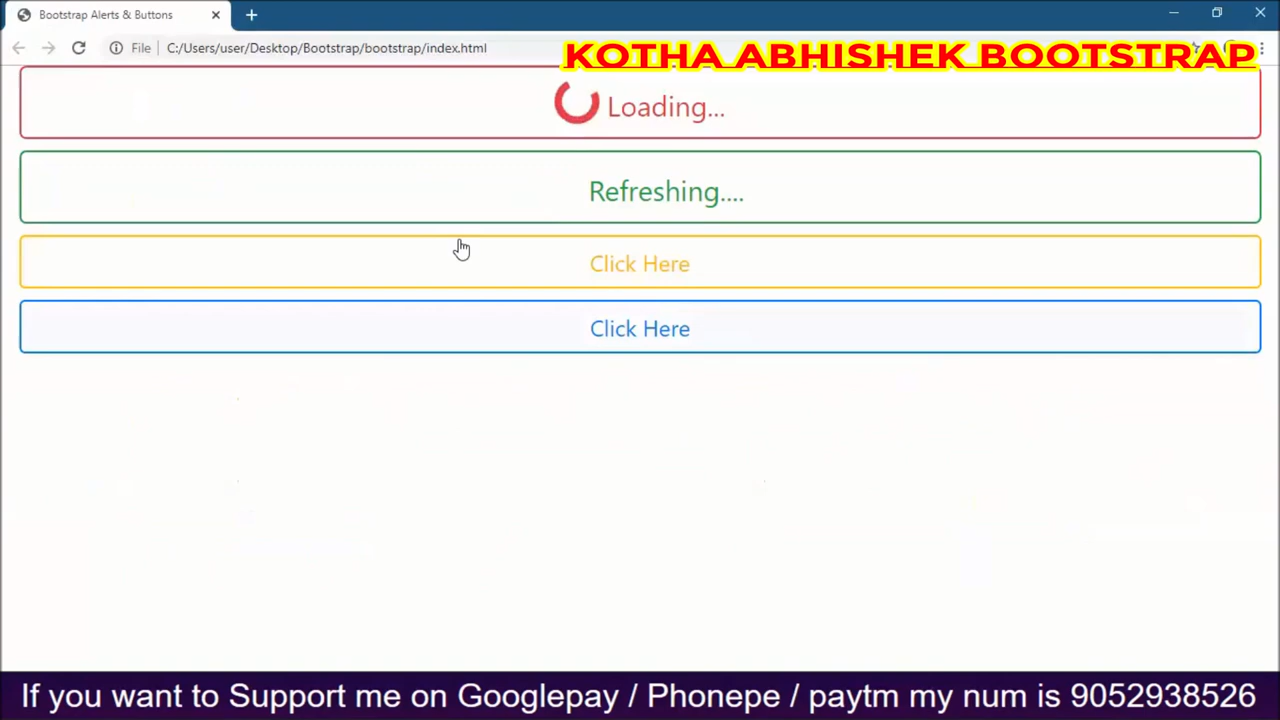 Bootstrap Alerts & Buttons
File C:/Users/user/Desktop/Bootstrap/bootstrap/index.html
KOTHA ABHISHEK BOOTSTRAP
Loading...
Refreshing....
Click Here
Click Here
If you want to Support me on Googlepay / Phonepe / paytm my num is 9052938526